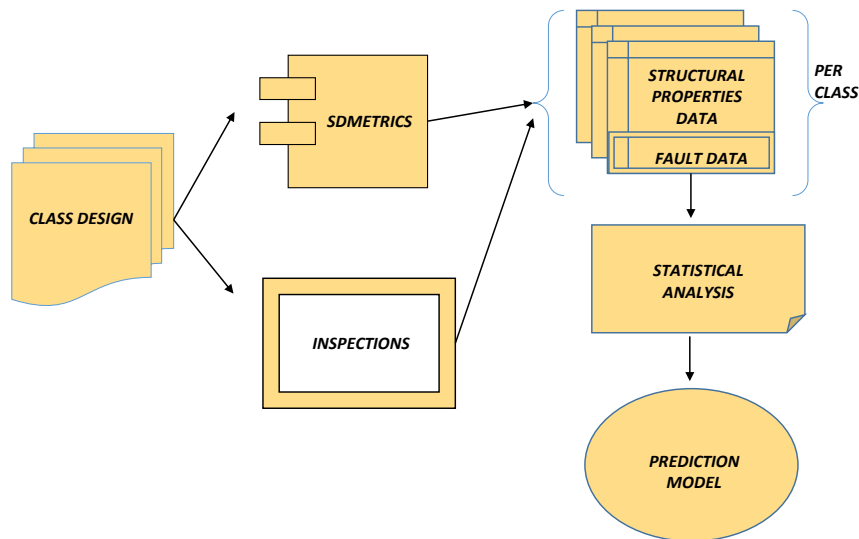 CLASS DESIGN
SDMETRICS
INSPECTIONS
STRUCTURAL
PROPERTIES
DATA
FAULT DATA
PER
CLASS
STATISTICAL
ANALYSIS
PREDICTION
MODEL